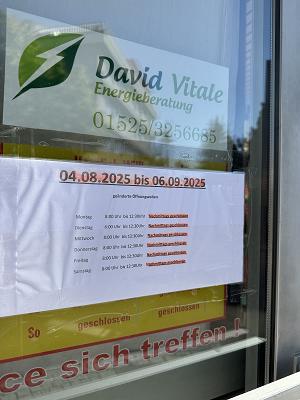 David Vitale
Energieberatung
01525/3256685
04.08.2025 bis 06.09.2025
geänderte Öffnungszeiten
Montag 8:00 Uhr bis 12:30Uhr Nachmittags geschlossen
Dienstag 8:00 Uhr bis 12:30Uhr Nachmittags geschlossen
Mittwoch 8:00 Uhr bis 12:30Uhr Nachmittags geschlossen
Donnerstag 8:00 Uhr bis 12:30Uhr Nachmittags geschlossen
Freitag 8:00 Uhr bis 12:30Uhr Nachmittags geschlossen
Samstag 8:00 Uhr bis 12:30Uhr Nachmittags geschlossen
geschlossen
So geschlossen
ce sich treffen !